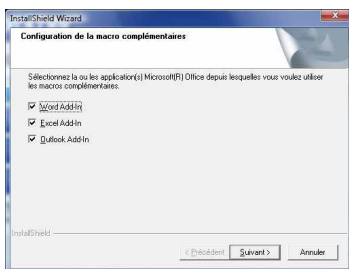 InstallShield Wizard
Configuration de la macro complémentaires
Sélectionnez la ou les application(s) Microsoft(R) Office depuis lesquelles vous voulez utiliser
les macros complémentaires.
Word Add-In
Excel Add-In
Outlook Add-In
InstallShield
< Précédent Suivant > Annuler